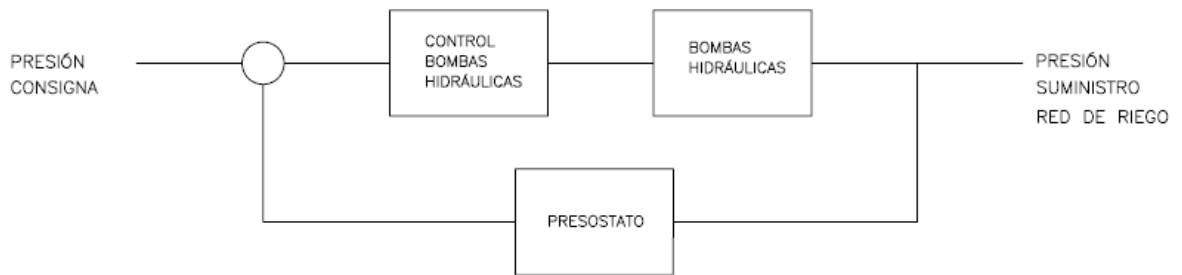 PRESIÓN
CONSIGNA
CONTROL
BOMBAS
HIDRÁULICAS
BOMBAS
HIDRÁULICAS
PRESIÓN
SUMINISTRO
RED DE RIEGO
PRESOSTATO